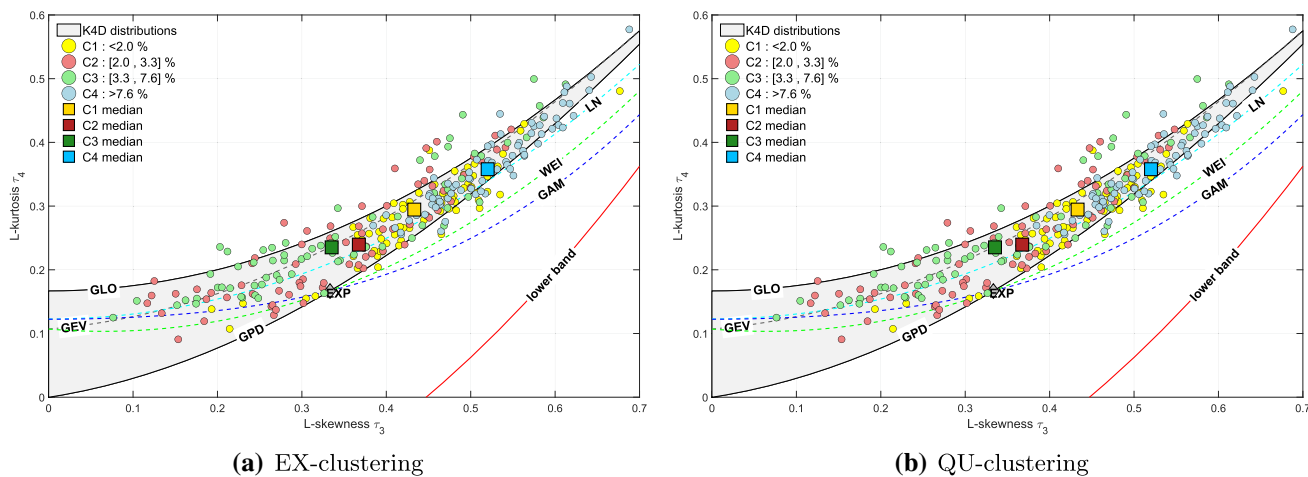 K4D distributions
C1 : <2.0 %
C2 : [2.0 , 3.3] %
C3 : [3.3 , 7.6] %
C4 : >7.6 %
C1 median
C2 median
C3 median
C4 median
GLO
GEV
GPD
EXP
LN
WEI
GAM
lower band
L-kurtosis τ4
0
0.1
0.2
0.3
0.4
0.5
0.6
0
0.1
0.2
0.3
0.4
0.5
0.6
0.7
L-skewness τ3
(a) EX-clustering
K4D distributions
C1 : <2.0 %
C2 : [2.0 , 3.3] %
C3 : [3.3 , 7.6] %
C4 : >7.6 %
C1 median
C2 median
C3 median
C4 median
GLO
GEV
GPD
EXP
LN
WEI
GAM
lower band
L-kurtosis τ4
0
0.1
0.2
0.3
0.4
0.5
0.6
0
0.1
0.2
0.3
0.4
0.5
0.6
0.7
L-skewness τ3
(b) QU-clustering